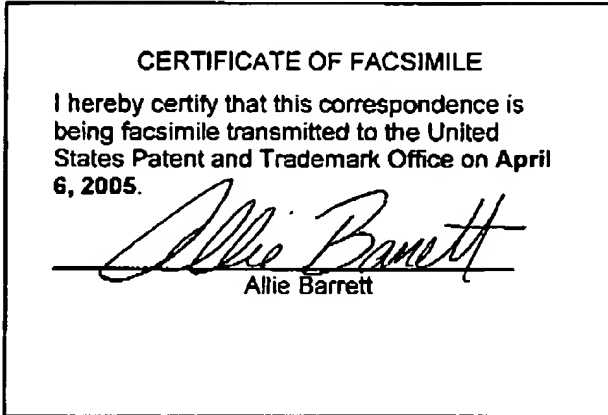 CERTIFICATE OF FACSIMILE
I hereby certify that this correspondence is
being facsimile transmitted to the United
States Patent and Trademark Office on April
6, 2005.
Allie Barrett
Allie Barrett